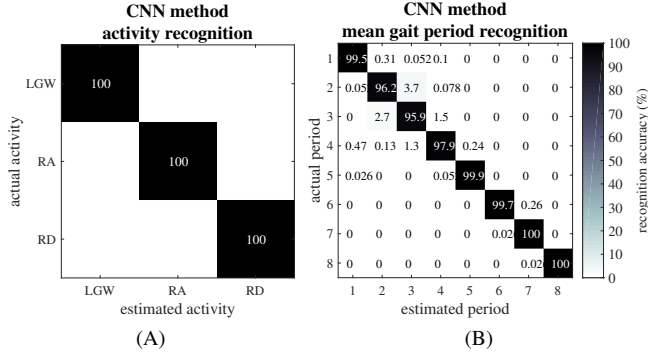 CNN method
activity recognition
LGW
RA
RD
100
100
100
LGW
RA
RD
actual activity
estimated activity
(A)
CNN method
mean gait period recognition
1 99.5 0.31 0.052 0.1 0 0 0 0
2 0.05 96.2 3.7 0.078 0 0 0 0
3 0 2.7 95.9 1.5 0 0 0 0
4 0.47 0.13 1.3 97.9 0.24 0 0 0
5 0.026 0 0 0.05 99.9 0 0 0
6 0 0 0 0 0 99.7 0.26 0
7 0 0 0 0 0 0.02 100 0
8 0 0 0 0 0 0 0.02 100
1 2 3 4 5 6 7 8
actual period
estimated period
(B)
100
90
80
70
60
50
40
30
20
10
0
recognition accuracy (%)